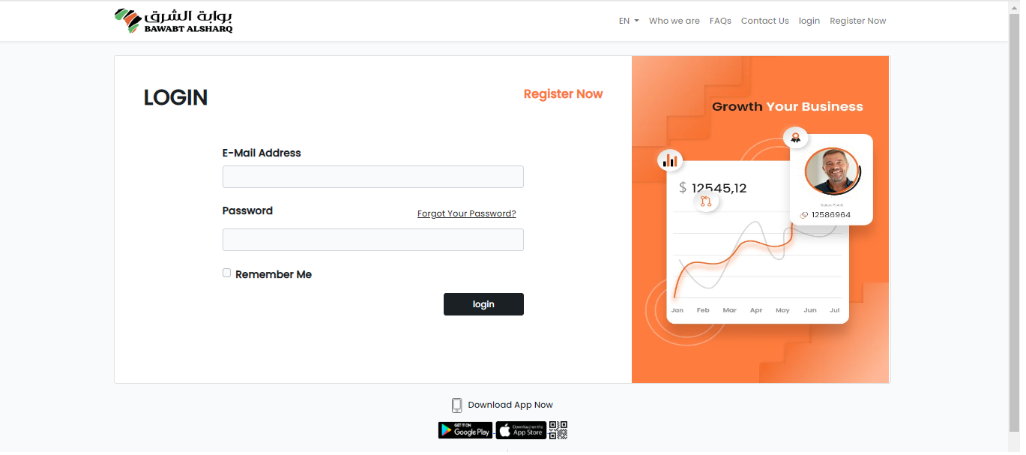 بوابة الشرق
BAWABT ALSHARQ
EN Who we are FAQs Contact Us login Register Now
LOGIN
Register Now
E-Mail Address
Password
Forgot Your Password?
Remember Me
login
Growth Your Business
$ 12545,12
12586964
Jan Feb Mar Apr May Jun Jul
Download App Now
GET IT ON
Google Play
Download on the
App Store